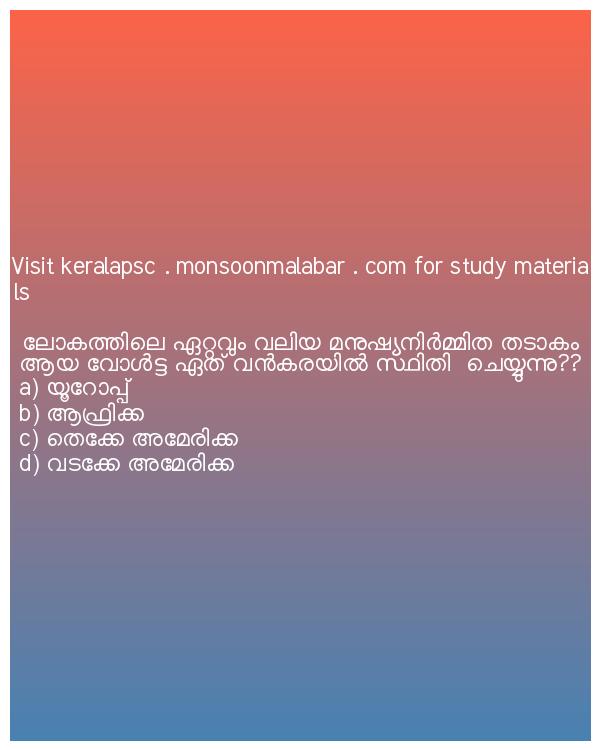 Visit keralapsc . monsoonmalabar . com for study materia
ls
ലോകത്തിലെ ഏറ്റവും വലിയ മനുഷ്യനിർമ്മിത തടാകം
ആയ വോൾട്ട ഏത് വൻകരയിൽ സ്ഥിതി ചെയ്യുന്നു??
a) യൂറോപ്പ്
b) ആഫ്രിക്ക
c) തെക്കേ അമേരിക്ക
d) വടക്കേ അമേരിക്ക